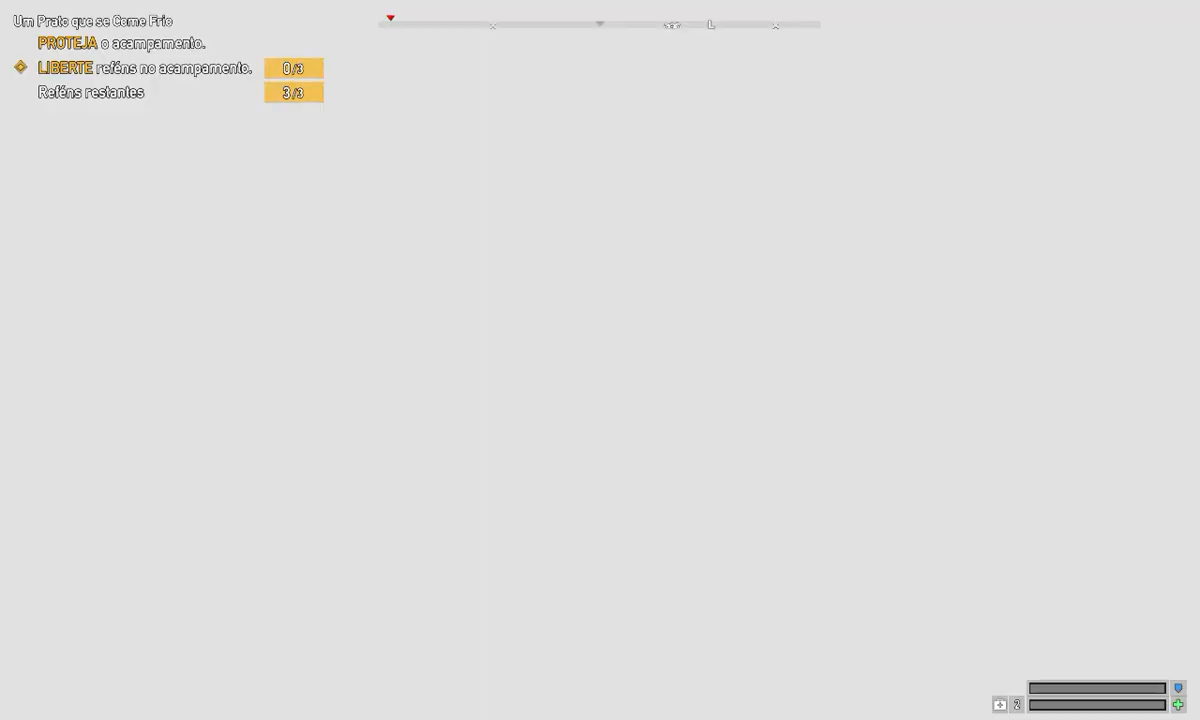 Um Prato que se Come Frio
L
PROTEJA o acampamento.
LIBERTE reféns no acampamento. 0/3
Reféns restantes 3/3
2